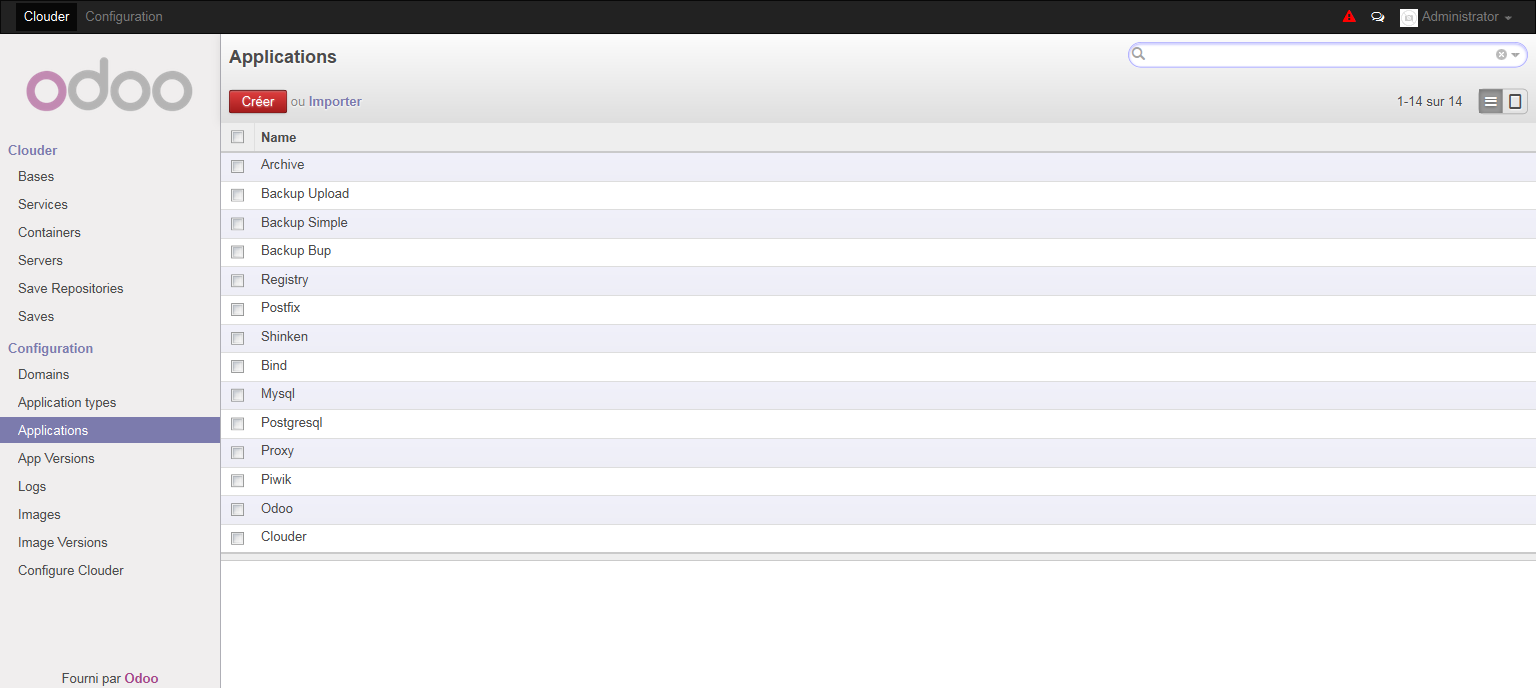 Clouder Configuration Administrator
odoo
Applications
Créer ou Importer 1-14 sur 14
Clouder
Bases
Services
Containers
Servers
Save Repositories
Saves
Configuration
Domains
Application types
Applications
App Versions
Logs
Images
Image Versions
Configure Clouder
Fourni par Odoo
Name
Archive
Backup Upload
Backup Simple
Backup Bup
Registry
Postfix
Shinken
Bind
Mysql
Postgresql
Proxy
Piwik
Odoo
Clouder